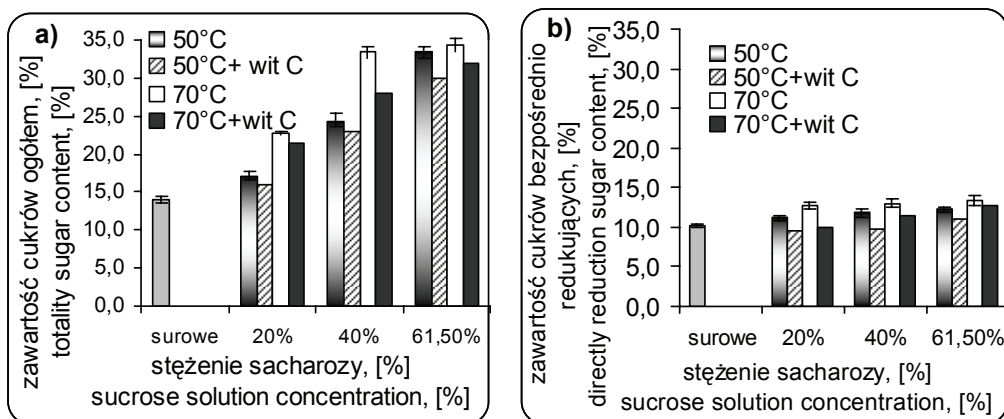 a)
zawartość cukrów ogółem, [%]
totality sugar content, [%]
35,0
30,0
25,0
20,0
15,0
10,0
5,0
0,0
50°C
50°C+ wit C
70°C
70°C+wit C
surowe
20%
40%
61,50%
stężenie sacharozy, [%]
sucrose solution concentration, [%]
b)
zawartość cukrów bezpośrednio
redukujących, [%]
directly reduction sugar content, [%]
35,0
30,0
25,0
20,0
15,0
10,0
5,0
0,0
50°C
50°C+wit C
70°C
70°C+wit C
surowe
20%
40%
61,50%
stężenie sacharozy, [%]
sucrose solution concentration, [%]